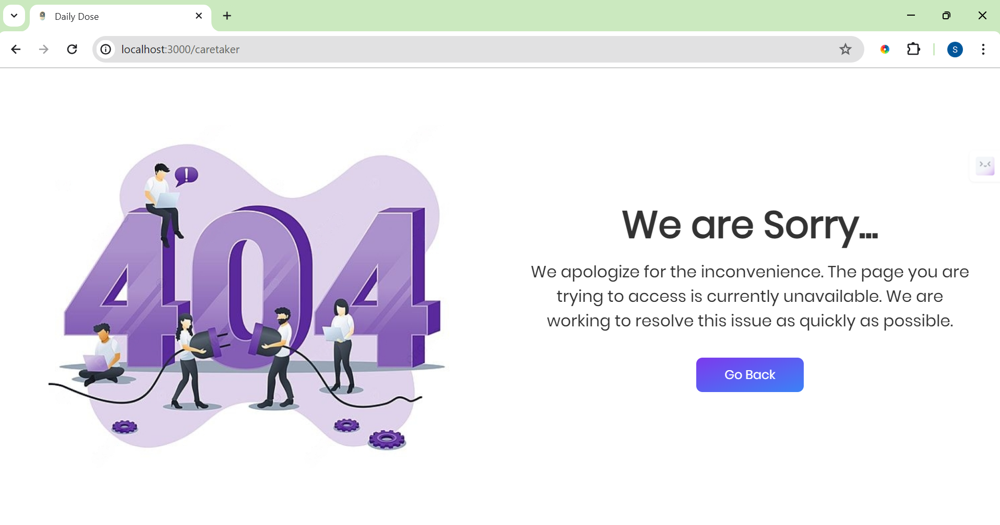 Daily Dose
localhost:3000/caretaker
S
404
!
We are Sorry...
We apologize for the inconvenience. The page you are
trying to access is currently unavailable. We are
working to resolve this issue as quickly as possible.
Go Back